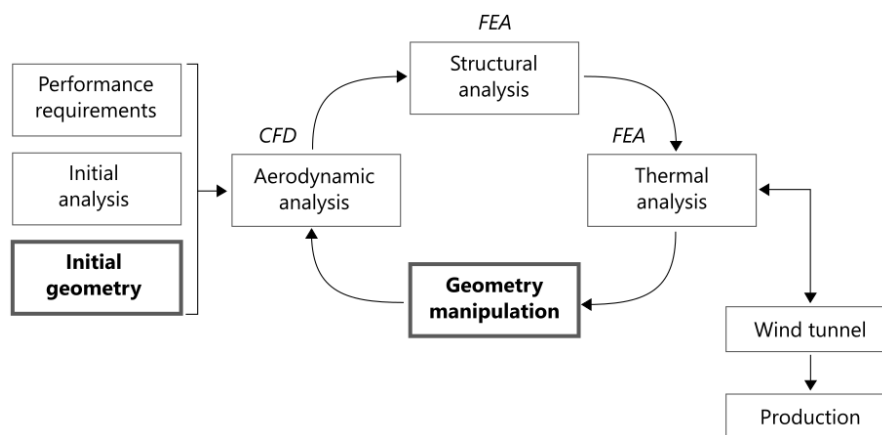 Performance
requirements
Initial
analysis
Initial
geometry
CFD
Aerodynamic
analysis
FEA
Structural
analysis
FEA
Thermal
analysis
Geometry
manipulation
Wind tunnel
Production